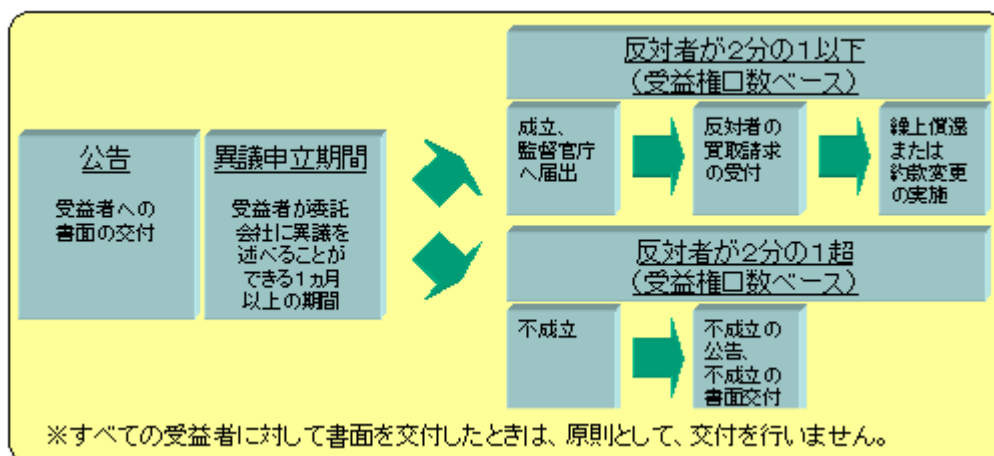 公告
受益者への
書面の交付
異議申立期間
受益者が委託
会社に異議を
述べることが
できる1ヵ月
以上の期間
反対者が2分の1以下
(受益権口数ベース)
成立、
監督官庁
へ届出
反対者の
買取請求
の受付
繰上償還
または
約款変更
の実施
反対者が2分の1超
(受益権口数ベース)
不成立
不成立の
公告、
不成立の
書面交付
※すべての受益者に対して書面を交付したときは、原則として、交付を行いません。